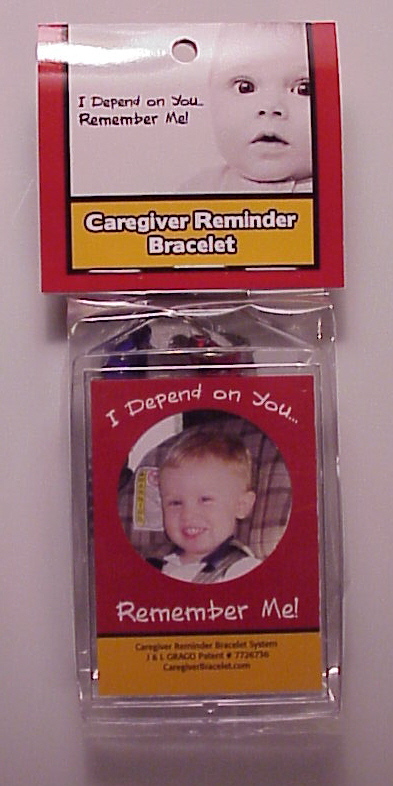 I Depend on You...
Remember Me!
Caregiver Reminder
Bracelet
I Depend on You...
Remember Me!
Caregiver Reminder Bracelet System
J & L GRAGO Patent # 7726736
CaregiverBracelet.com